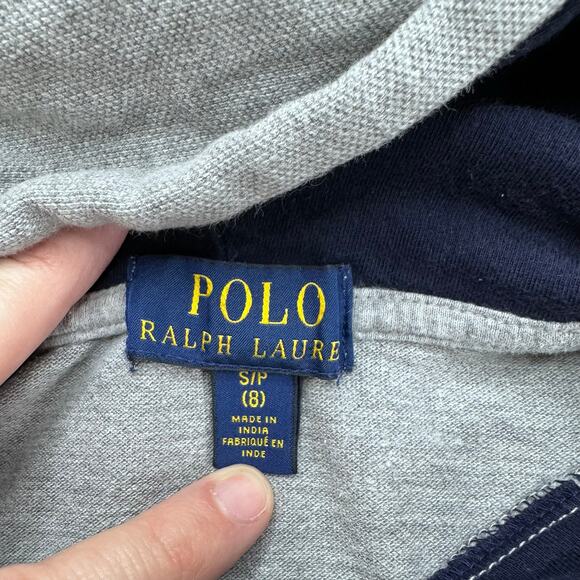 POLO
RALPH LAURE
S/P
(8)
MADE IN
INDIA
FABRIQUÉ EN
INDE